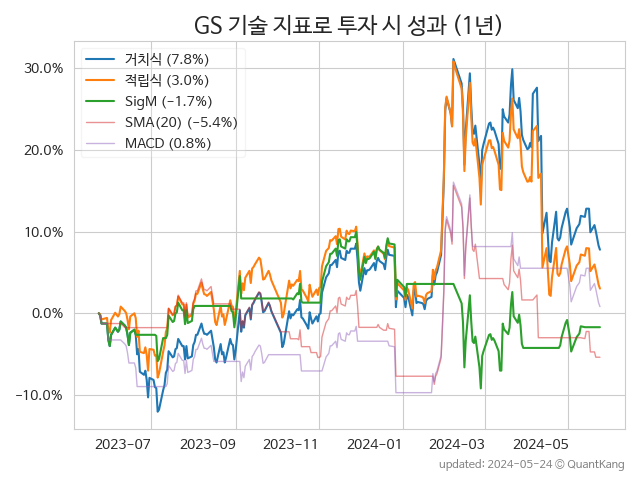 GS 기술 지표로 투자 시 성과 (1년)
거치식 (7.8%)
적립식 (3.0%)
SigM (-1.7%)
SMA(20) (-5.4%)
MACD (0.8%)
30.0%
20.0%
10.0%
0.0%
-10.0%
2023-07 2023-09 2023-11 2024-01 2024-03 2024-05
updated: 2024-05-24 @ QuantKang